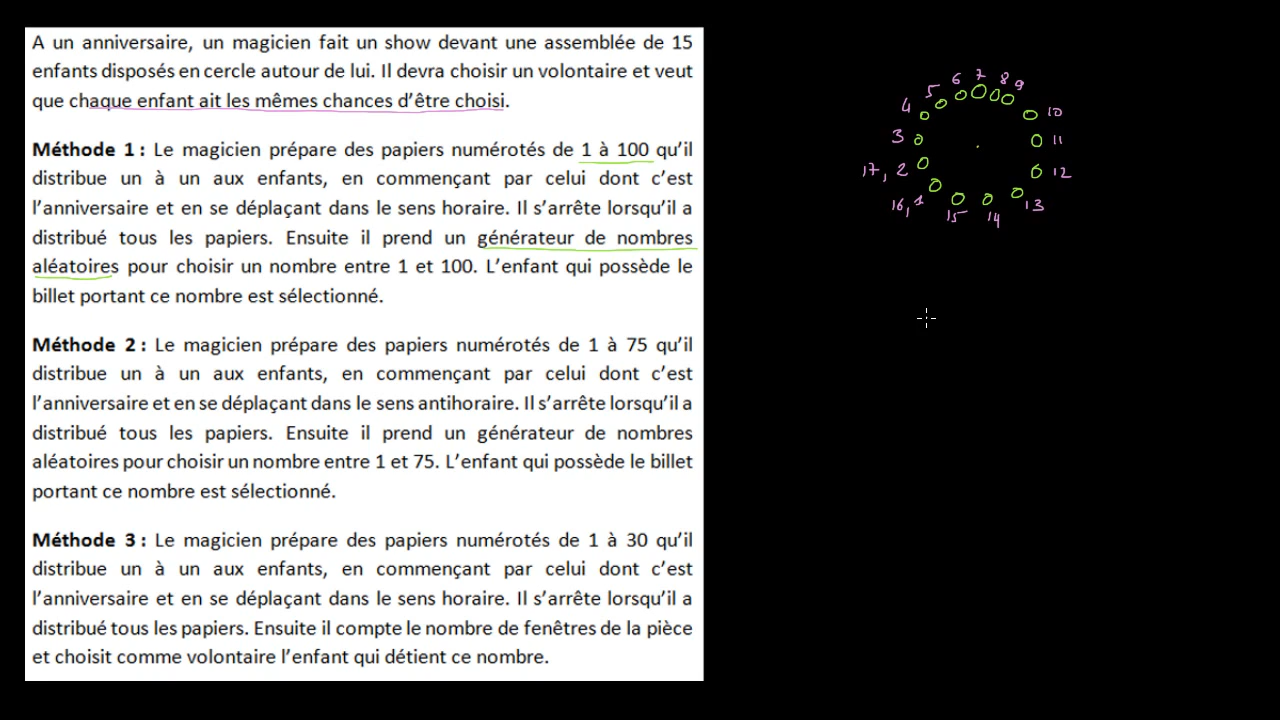 A un anniversaire, un magicien fait un show devant une assemblée de 15
enfants disposés en cercle autour de lui. Il devra choisir un volontaire et veut
que chaque enfant ait les mêmes chances d'être choisi.
Méthode 1 : Le magicien prépare des papiers numérotés de 1 à 100 qu'il
distribue un à un aux enfants, en commençant par celui dont c'est
l'anniversaire et en se déplaçant dans le sens horaire. Il s'arrête lorsqu'il a
distribué tous les papiers. Ensuite il prend un générateur de nombres
aléatoires pour choisir un nombre entre 1 et 100. L'enfant qui possède le
billet portant ce nombre est sélectionné.
Méthode 2 : Le magicien prépare des papiers numérotés de 1 à 75 qu'il
distribue un à un aux enfants, en commençant par celui dont c'est
l'anniversaire et en se déplaçant dans le sens antihoraire. Il s'arrête lorsqu'il a
distribué tous les papiers. Ensuite il prend un générateur de nombres
aléatoires pour choisir un nombre entre 1 et 75. L'enfant qui possède le billet
portant ce nombre est sélectionné.
Méthode 3 : Le magicien prépare des papiers numérotés de 1 à 30 qu'il
distribue un à un aux enfants, en commençant par celui dont c'est
l'anniversaire et en se déplaçant dans le sens horaire. Il s'arrête lorsqu'il a
distribué tous les papiers. Ensuite il compte le nombre de fenêtres de la pièce
et choisit comme volontaire l'enfant qui détient ce nombre.
6 7 8 9
5
4 10
3 11
17, 2 12
16, 1 15 14 13